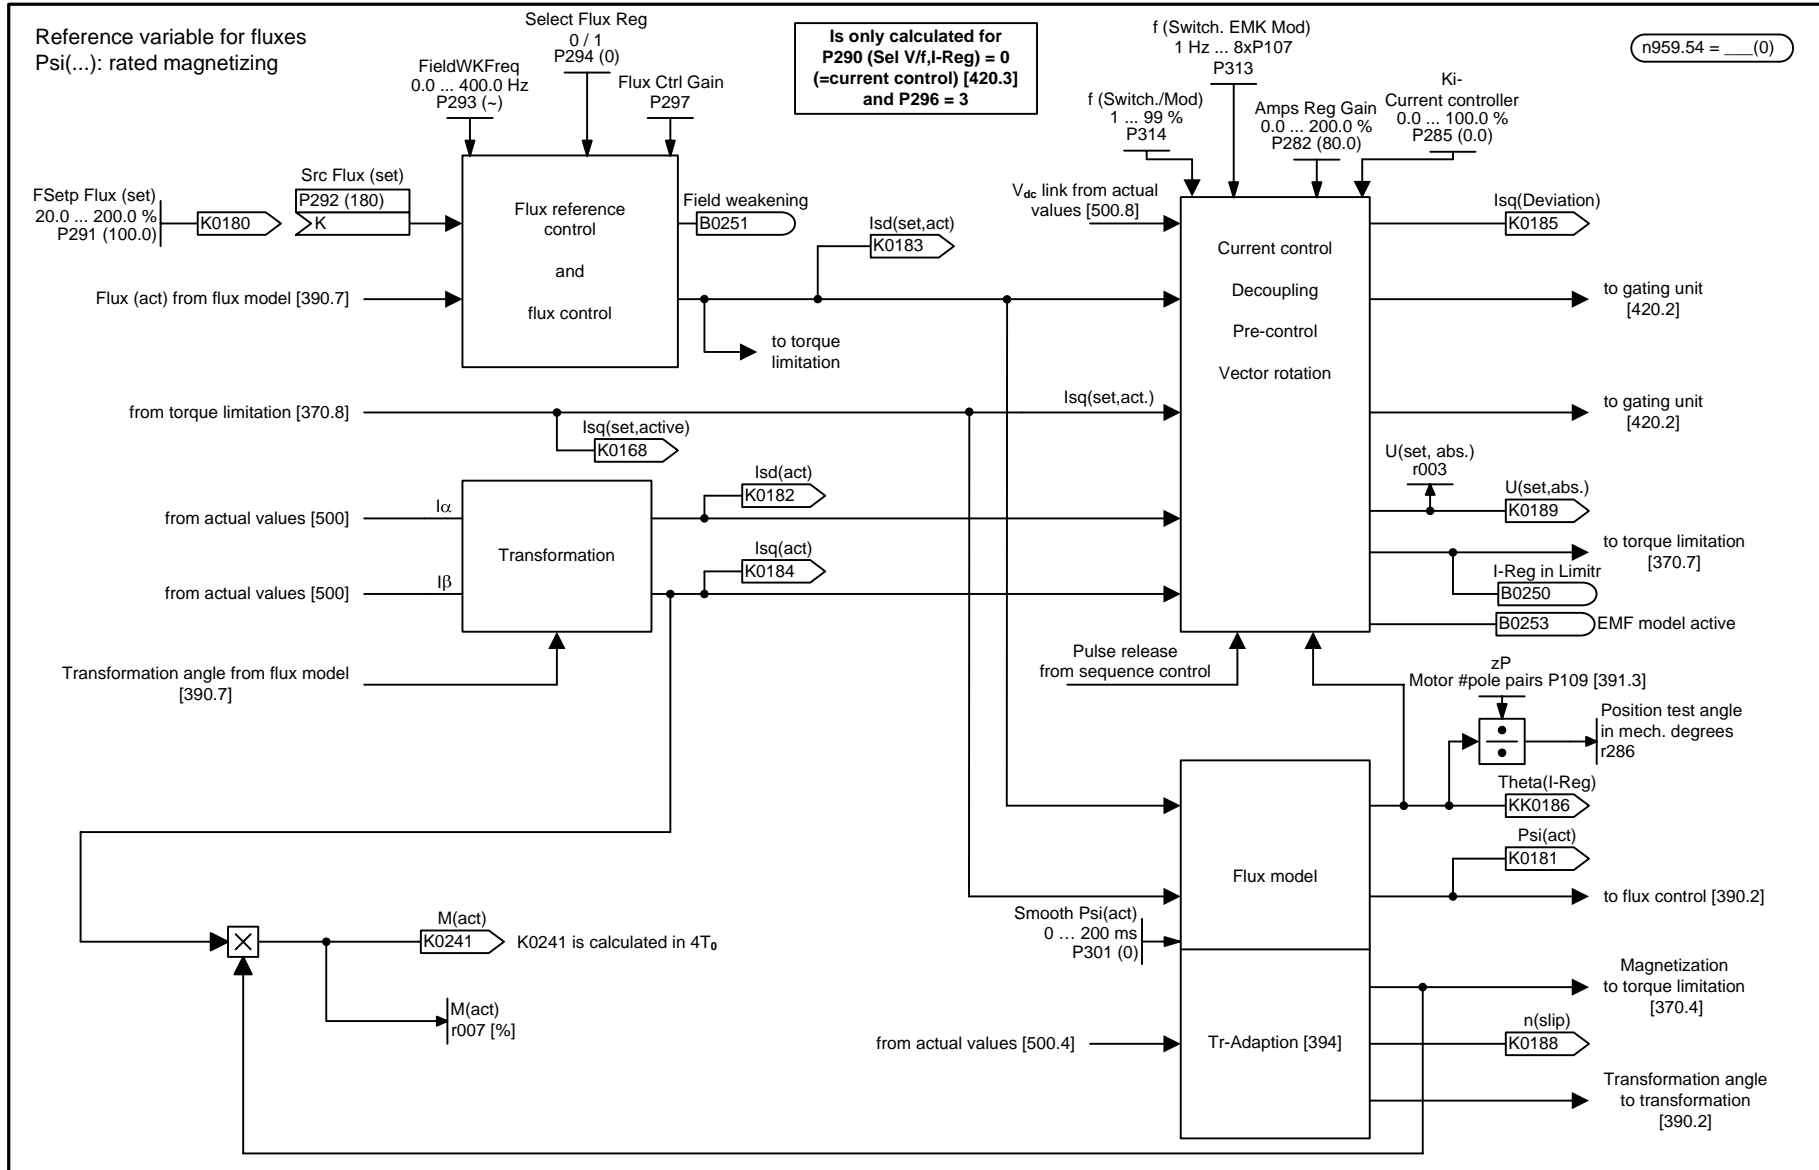 Reference variable for fluxes
Psi(...): rated magnetizing
Select Flux Reg
0 / 1
P294 (0)
FieldWKFreq
0.0 ... 400.0 Hz
P293 (~)
Flux Ctrl Gain
P297
Is only calculated for
P290 (Sel V/f,I-Reg) = 0
(=current control) [420.3]
and P296 = 3
f (Switch. EMK Mod)
1 Hz ... 8xP107
P313
f (Switch./Mod)
1 ... 99 %
P314
Amps Reg Gain
0.0 ... 200.0 %
P282 (80.0)
Ki-
Current controller
0.0 ... 100.0 %
P285 (0.0)
n959.54 = ___(0)
FSetp Flux (set)
20.0 ... 200.0 %
P291 (100.0)
K0180
Src Flux (set)
P292 (180)
K
Flux reference
control
and
flux control
Field weakening
B0251
Isd(set,act)
K0183
Vdc link from actual
values [500.8]
Current control
Decoupling
Pre-control
Vector rotation
Isq(Deviation)
K0185
Flux (act) from flux model [390.7]
to gating unit
[420.2]
to torque
limitation
from torque limitation [370.8]
Isq(set,act.)
to gating unit
[420.2]
Isq(set,active)
K0168
Isd(act)
K0182
U(set, abs.)
r003
U(set,abs.)
K0189
from actual values [500]
Iα
Transformation
Isq(act)
K0184
to torque limitation
[370.7]
I-Reg in Limitr
B0250
from actual values [500]
Iβ
B0253
EMF model active
Transformation angle from flux model
[390.7]
Pulse release
from sequence control
zP
Motor #pole pairs P109 [391.3]
Position test angle
in mech. degrees
r286
Theta(I-Reg)
KK0186
Psi(act)
K0181
Flux model
to flux control [390.2]
Smooth Psi(act)
0 ... 200 ms
P301 (0)
M(act)
K0241
K0241 is calculated in 4T0
Magnetization
to torque limitation
[370.4]
M(act)
r007 [%]
n(slip)
K0188
from actual values [500.4]
Tr-Adaption [394]
Transformation angle
to transformation
[390.2]